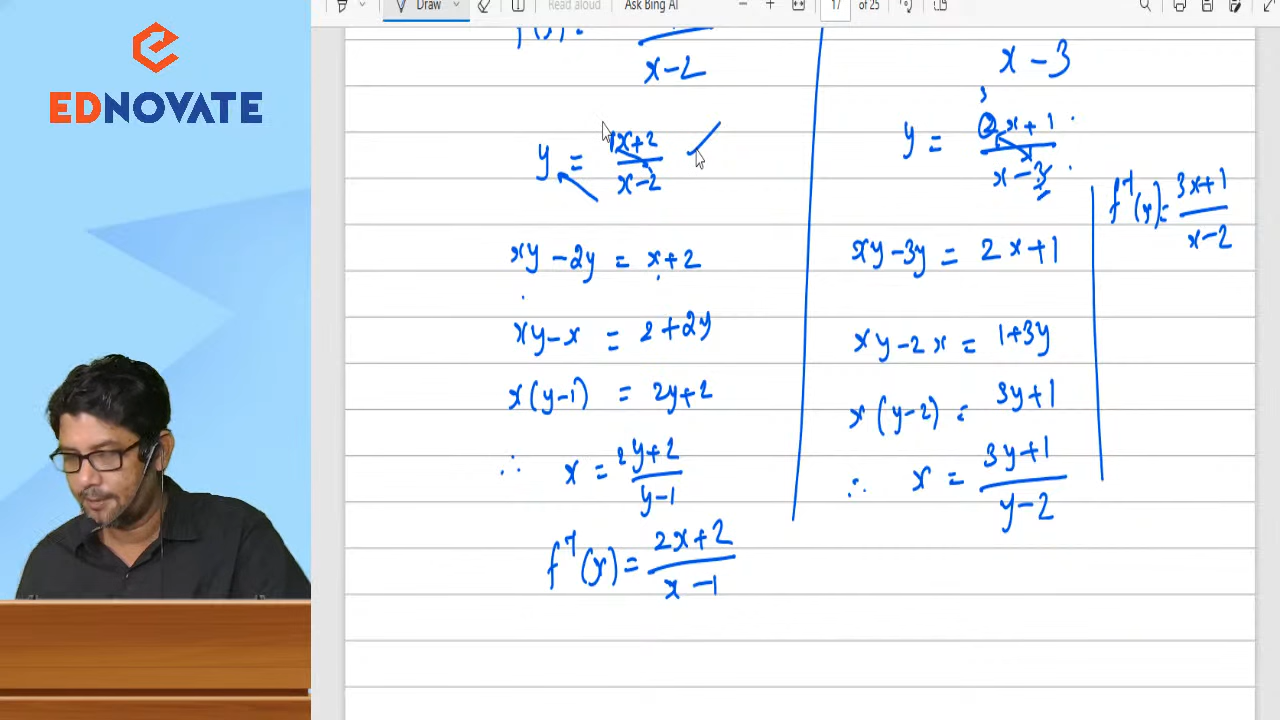 Draw
Read aloud
Ask Bing AI
17 of 25
EDNOVATE
x-2
y = 1x+2 / x-2
xy - 2y = x+2
xy - x = 2+2y
x(y-1) = 2y+2
∴ x = 2y+2 / y-1
f⁻¹(x) = 2x+2 / x-1
x-3
3
y = 2x+1 / x-3
xy-3y = 2x+1
xy-2x = 1+3y
x(y-2) = 3y+1
∴ x = 3y+1 / y-2
f⁻¹(x) = 3x+1 / x-2